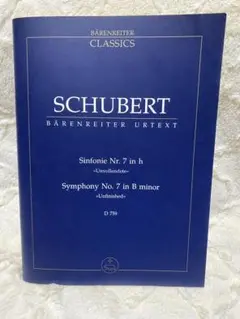 BÄRENREITER
CLASSICS
SCHUBERT
BÄRENREITER URTEXT
Sinfonie Nr. 7 in h
»Unvollendete«
Symphony No. 7 in B minor
»Unfinished«
D 759